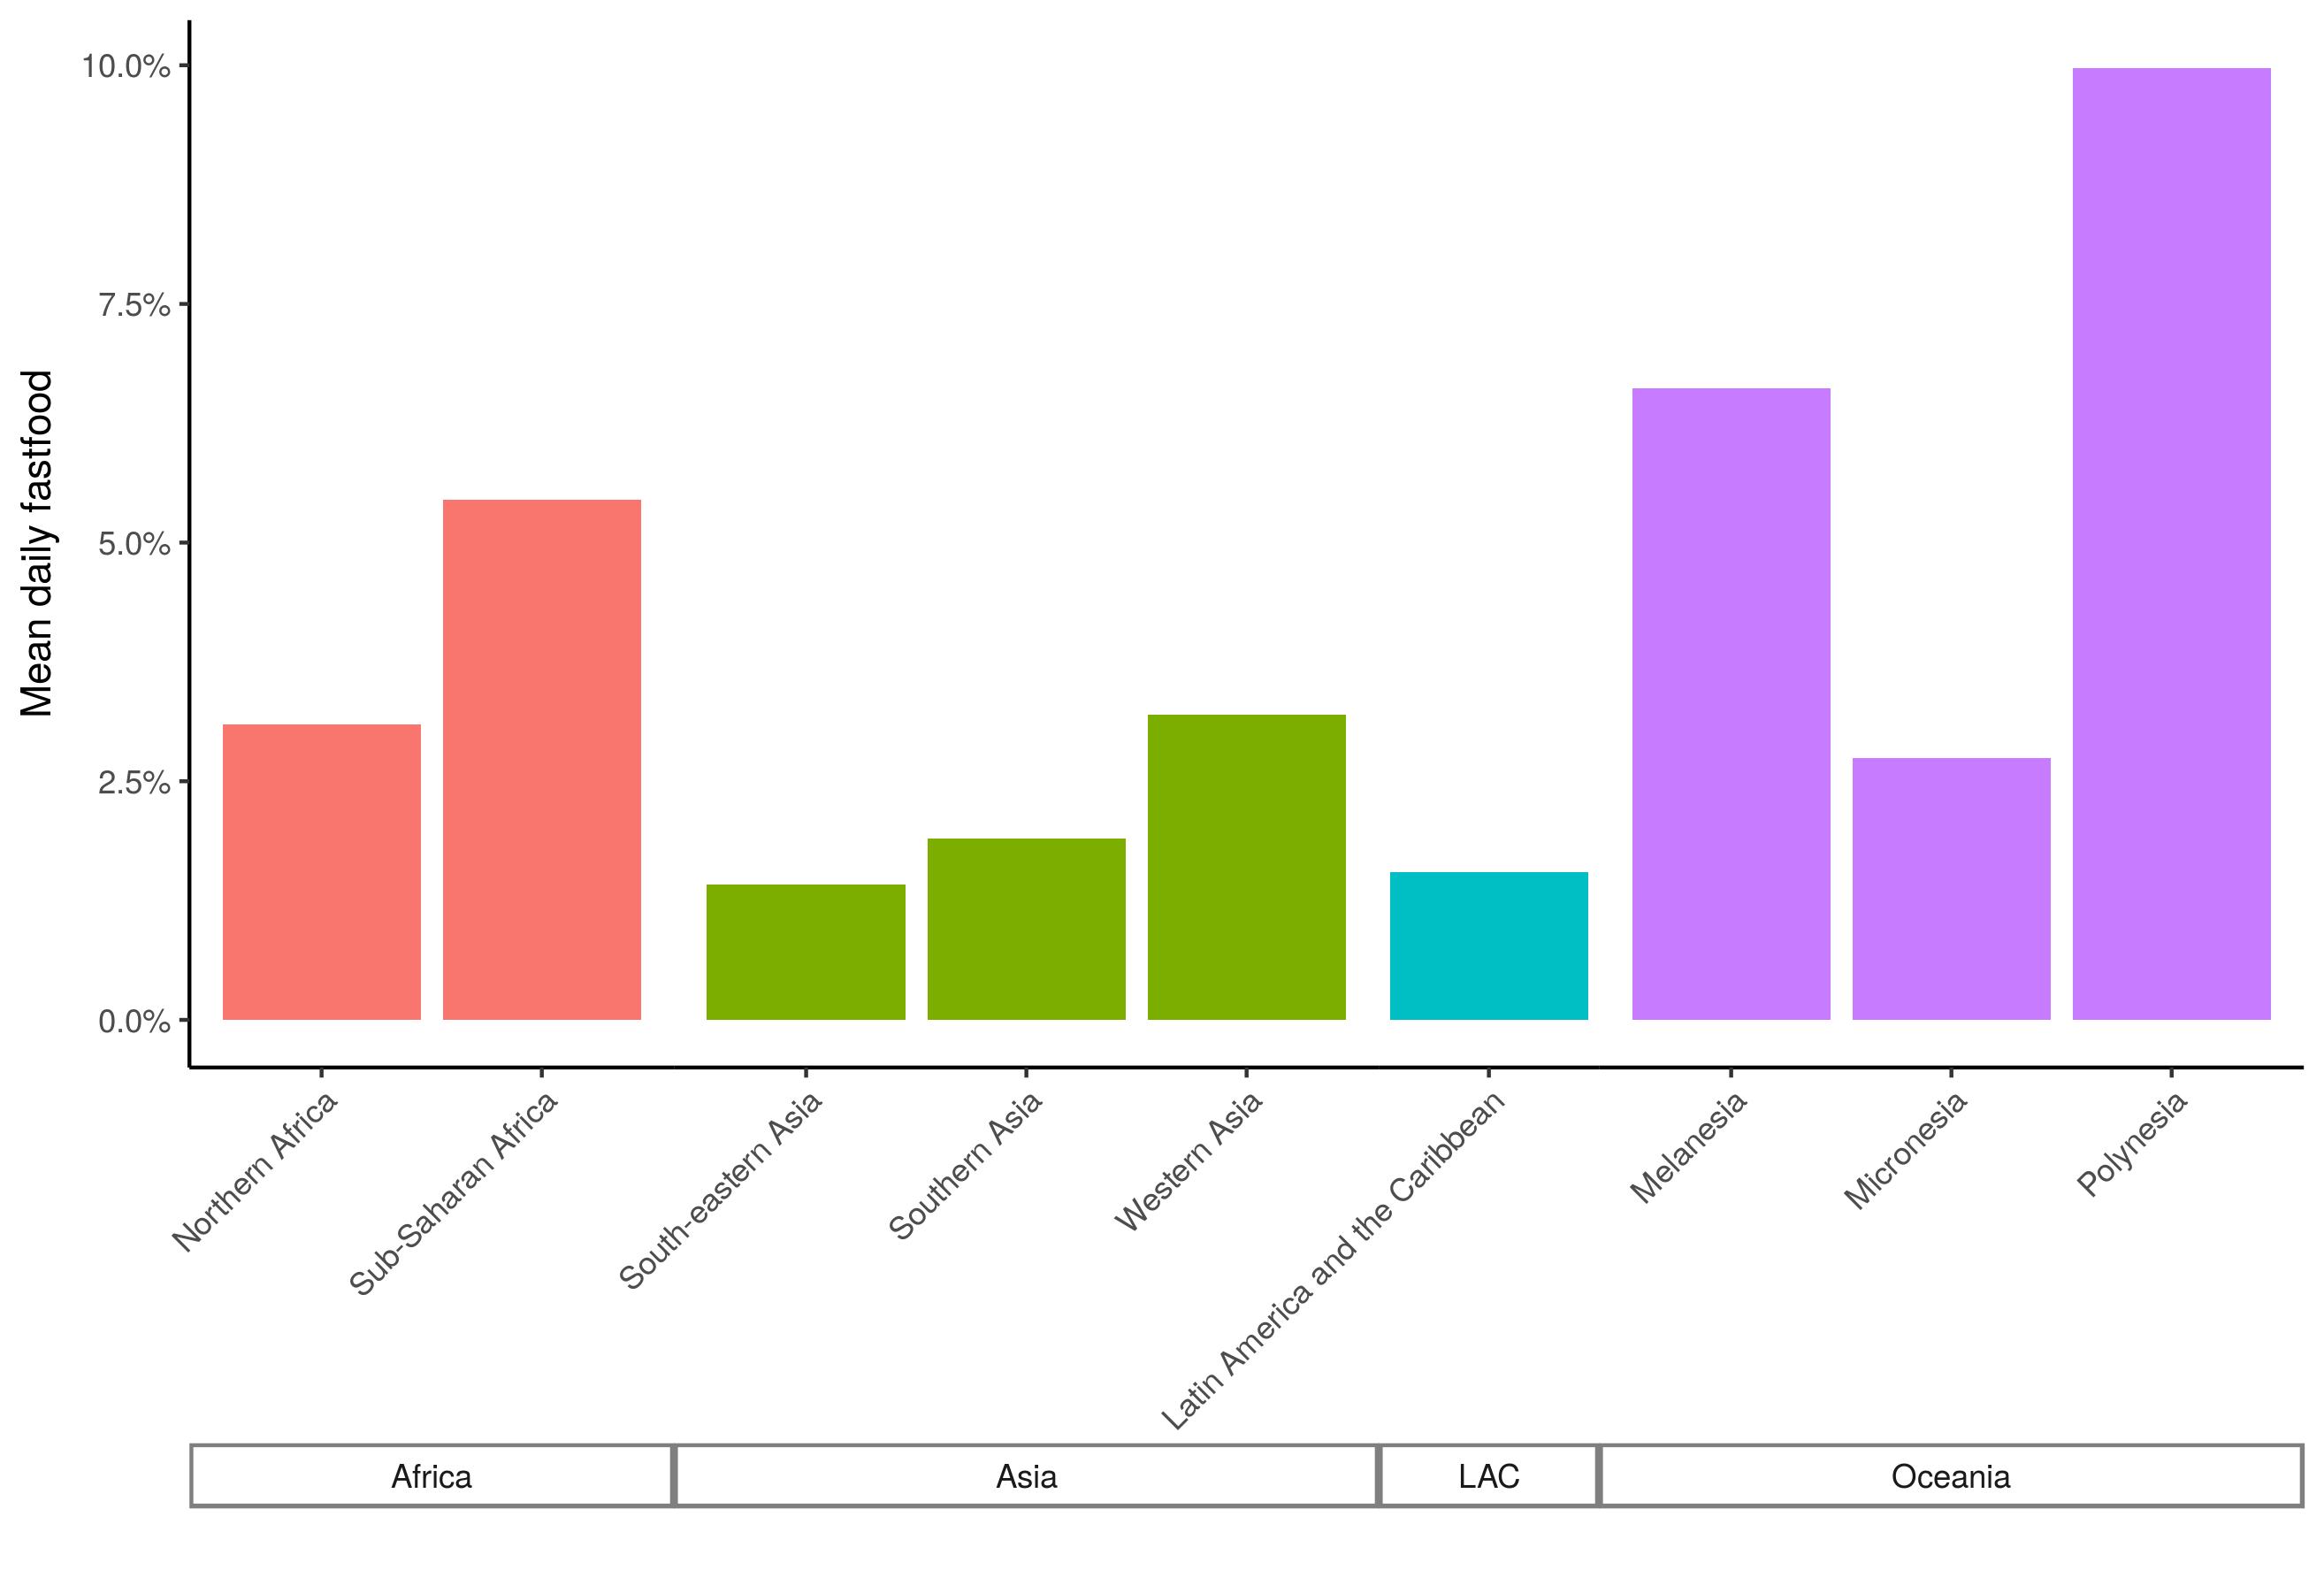 Mean daily fastfood
10.0%
7.5%
5.0%
2.5%
0.0%
Northern Africa
Sub-Saharan Africa
South-eastern Asia
Southern Asia
Western Asia
Latin America and the Caribbean
Melanesia
Micronesia
Polynesia
Africa
Asia
LAC
Oceania